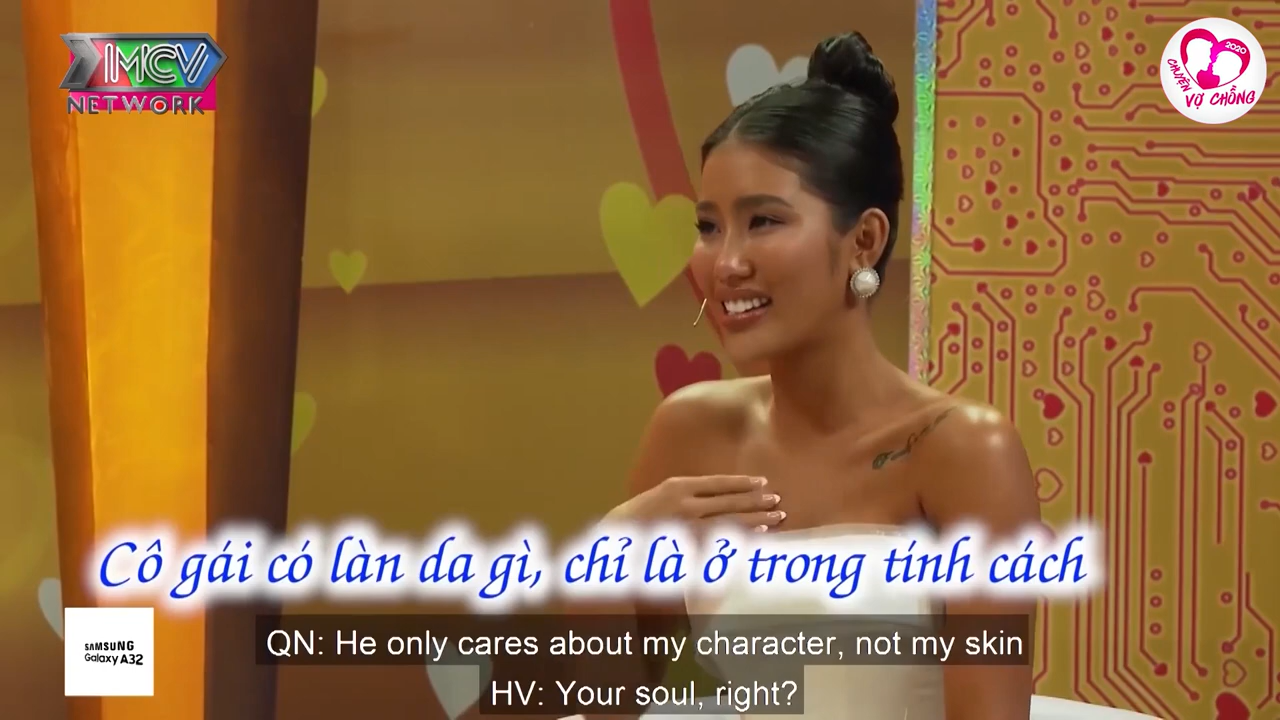 MCV
NETWORK
2020
CHUYỆN
VỢ CHỒNG
Cô gái có làn da gì, chỉ là ở trong tính cách
SAMSUNG
Galaxy A32
QN: He only cares about my character, not my skin
HV: Your soul, right?